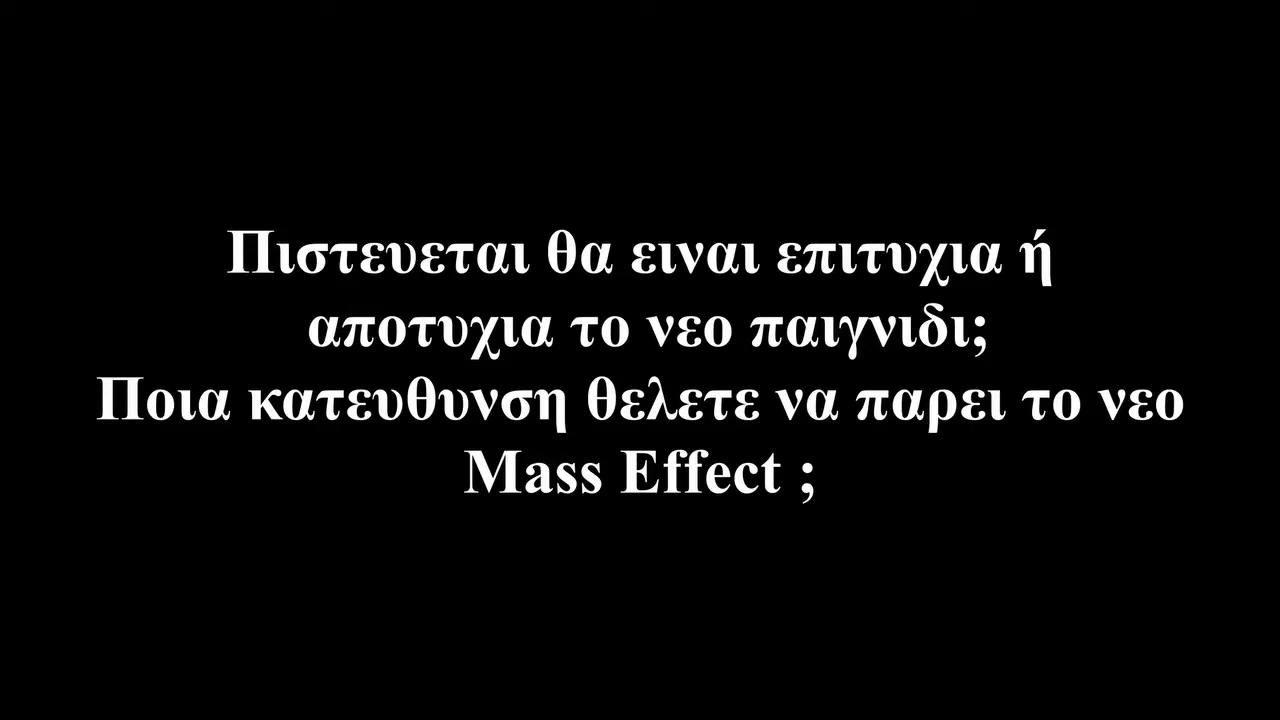 Πιστευεται θα ειναι επιτυχια ή
αποτυχια το νεο παιγνιδι;
Ποια κατευθυνση θελετε να παρει το νεο
Mass Effect ;